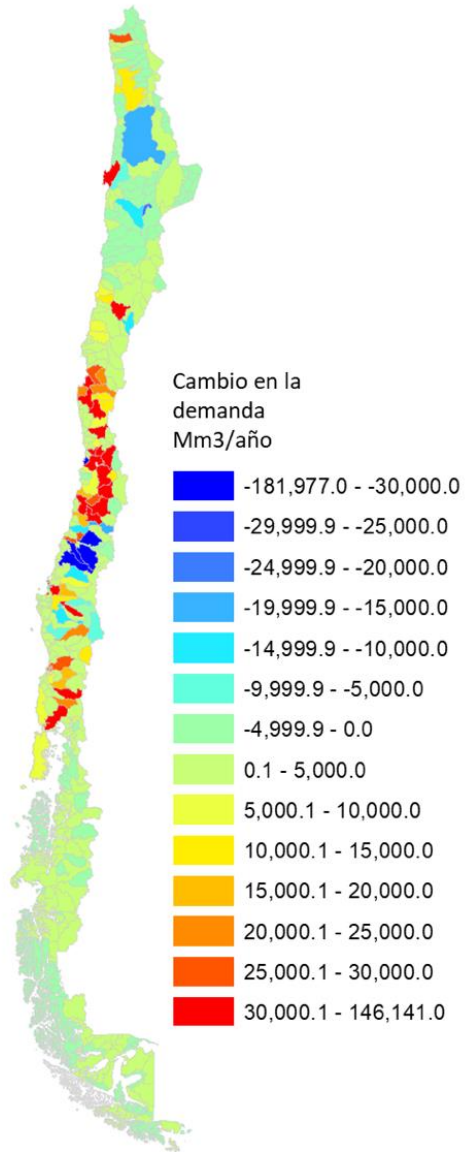 Cambio en la
demanda
Mm3/año
-181,977.0 - -30,000.0
-29,999.9 - -25,000.0
-24,999.9 - -20,000.0
-19,999.9 - -15,000.0
-14,999.9 - -10,000.0
-9,999.9 - -5,000.0
-4,999.9 - 0.0
0.1 - 5,000.0
5,000.1 - 10,000.0
10,000.1 - 15,000.0
15,000.1 - 20,000.0
20,000.1 - 25,000.0
25,000.1 - 30,000.0
30,000.1 - 146,141.0